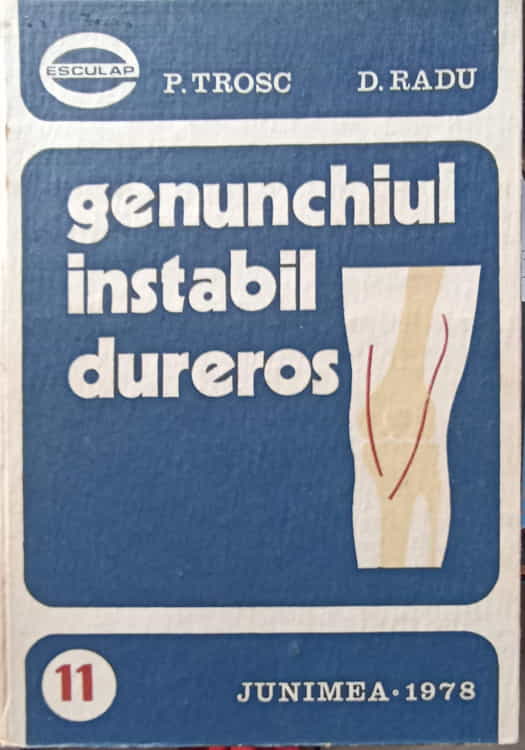 ESCULAP
P. TROSC D. RADU
genunchiul
instabil
dureros
11
JUNIMEA • 1978